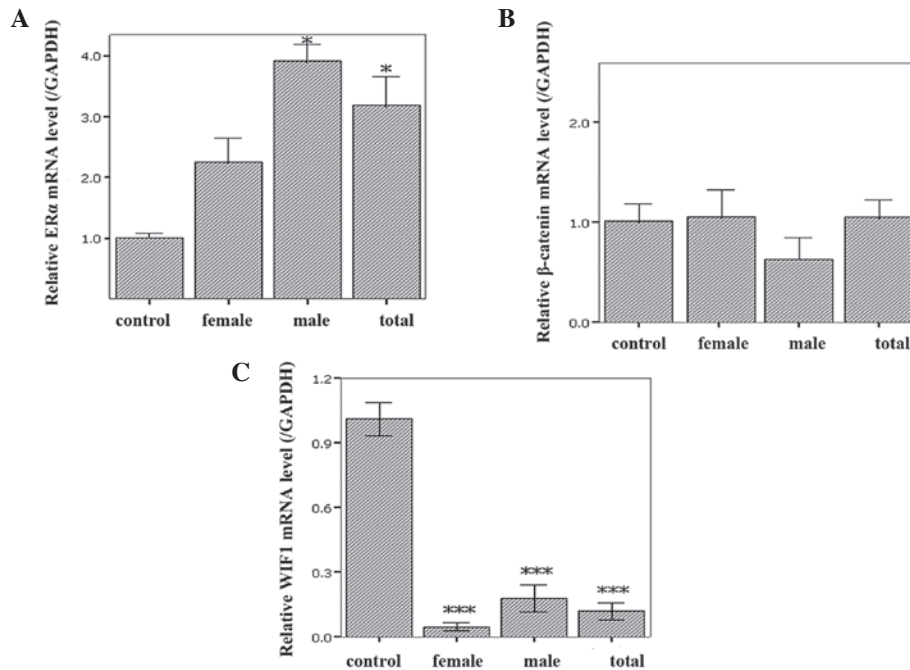 A
Relative ERα mRNA level (/GAPDH)
4.0
3.0
2.0
1.0
*
*
control female male total
B
Relative β-catenin mRNA level (/GAPDH)
2.0
1.0
0.0
control female male total
C
Relative WIF1 mRNA level (/GAPDH)
1.2
0.9
0.6
0.3
0.0
*** *** ***
control female male total